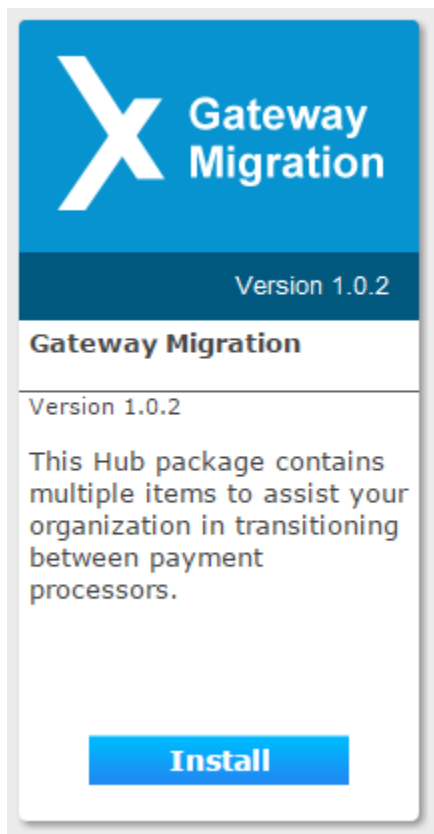 Gateway
Migration
Version 1.0.2
Gateway Migration
Version 1.0.2
This Hub package contains
multiple items to assist your
organization in transitioning
between payment
processors.
Install